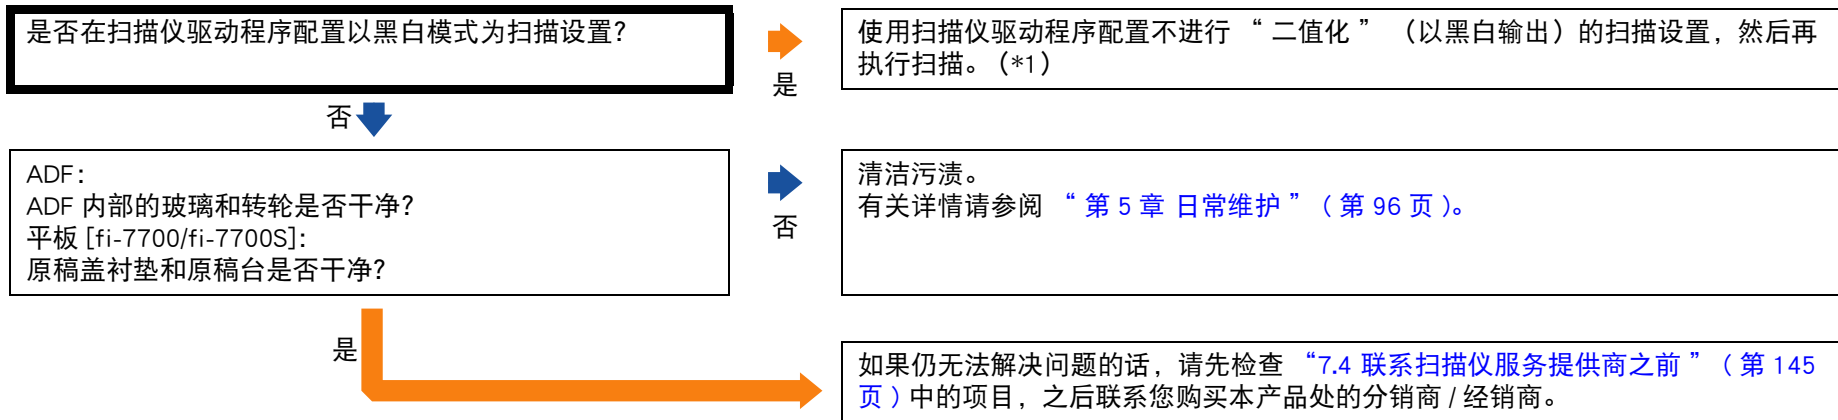 是否在扫描仪驱动程序配置以黑白模式为扫描设置？
是
使用扫描仪驱动程序配置不进行 “ 二值化 ” （以黑白输出）的扫描设置，然后再
执行扫描。（*1）
否
ADF：
ADF 内部的玻璃和转轮是否干净？
平板 [fi-7700/fi-7700S]：
原稿盖衬垫和原稿台是否干净？
否
清洁污渍。
有关详情请参阅 “ 第 5 章 日常维护 ” （ 第 96 页 ）。
是
如果仍无法解决问题的话，请先检查 “7.4 联系扫描仪服务提供商之前 ” （ 第 145
页 ) 中的项目，之后联系您购买本产品处的分销商 / 经销商。